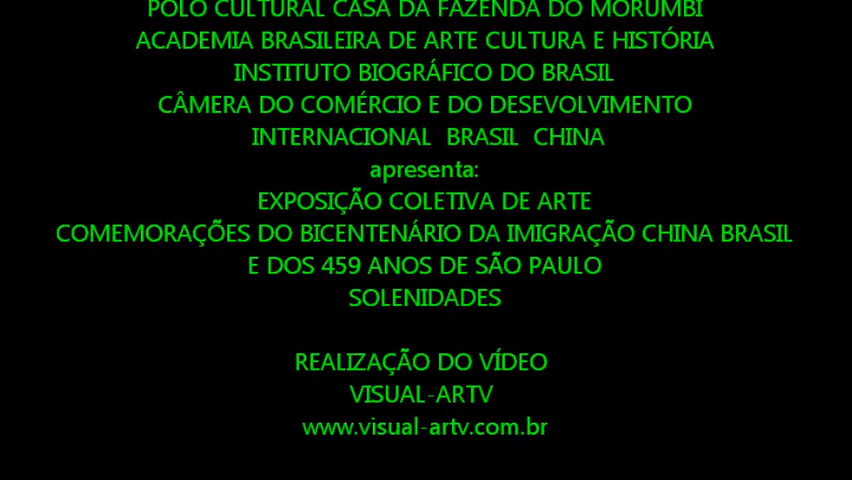 POLO CULTURAL CASA DA FAZENDA DO MORUMBI
ACADEMIA BRASILEIRA DE ARTE CULTURA E HISTÓRIA
INSTITUTO BIOGRÁFICO DO BRASIL
CÂMERA DO COMÉRCIO E DO DESEVOLVIMENTO
INTERNACIONAL BRASIL CHINA
apresenta:
EXPOSIÇÃO COLETIVA DE ARTE
COMEMORAÇÕES DO BICENTENÁRIO DA IMIGRAÇÃO CHINA BRASIL
E DOS 459 ANOS DE SÃO PAULO
SOLENIDADES
REALIZAÇÃO DO VÍDEO
VISUAL-ARTV
www.visual-artv.com.br